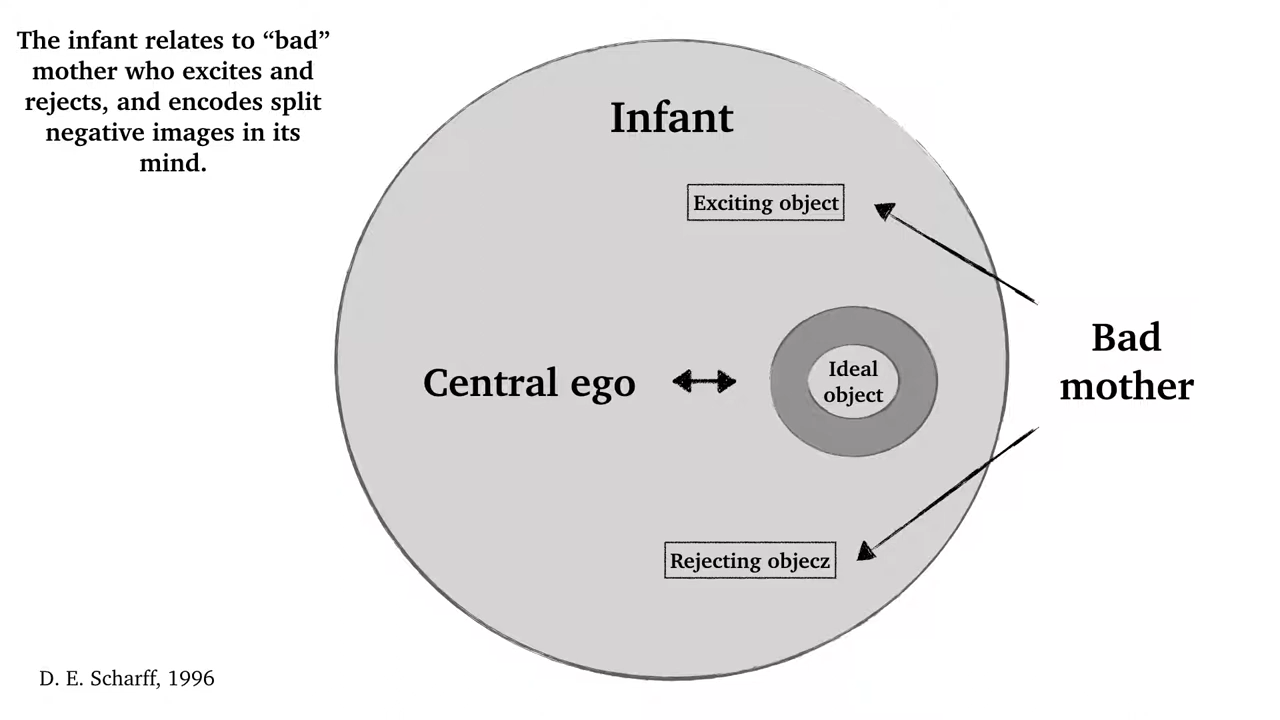 The infant relates to “bad”
mother who excites and
rejects, and encodes split
negative images in its
mind.
Infant
Exciting object
Bad
mother
Central ego
Ideal
object
Rejecting objecz
D. E. Scharff, 1996